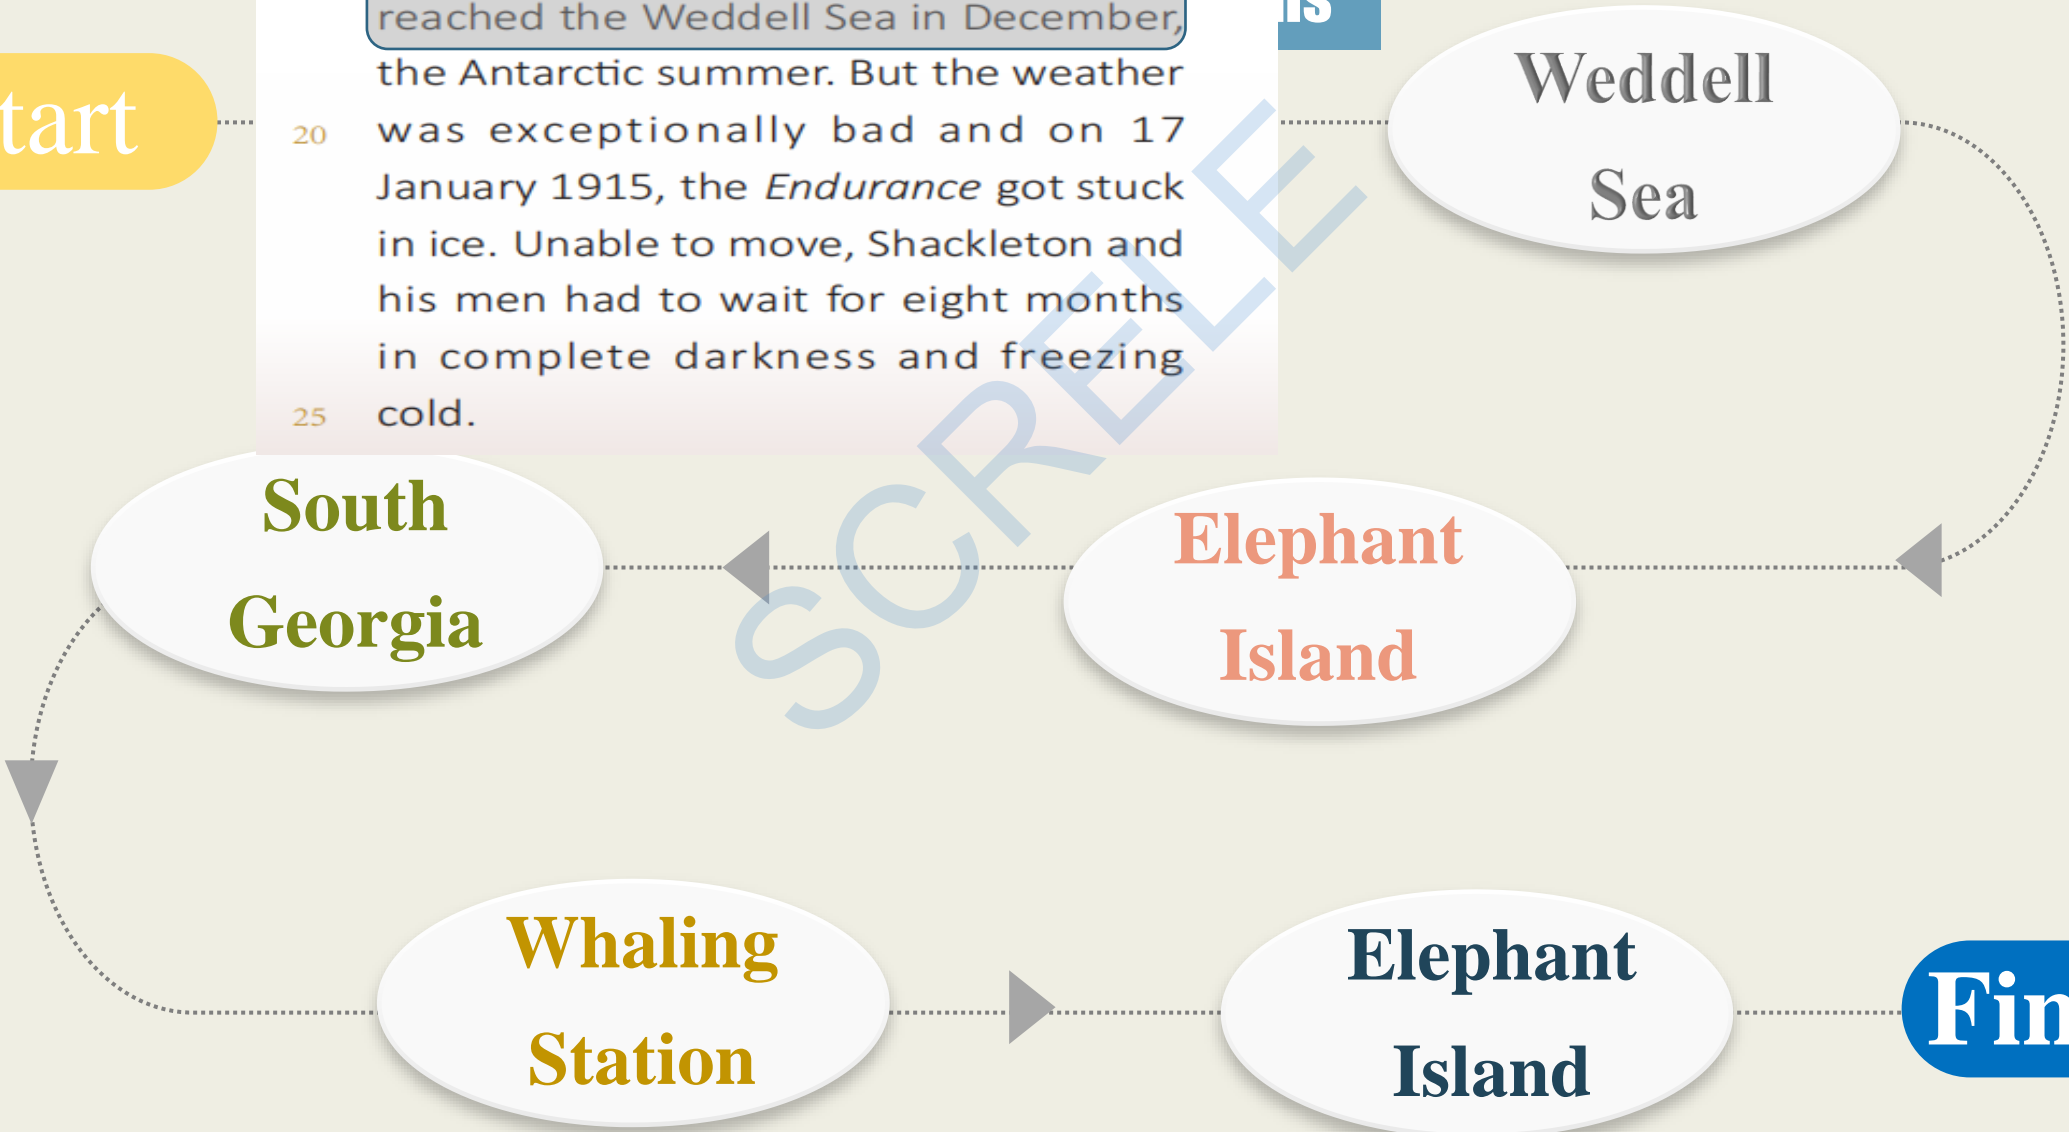 reached the Weddell Sea in December,
the Antarctic summer. But the weather
20 was exceptionally bad and on 17
January 1915, the Endurance got stuck
in ice. Unable to move, Shackleton and
his men had to wait for eight months
in complete darkness and freezing
25 cold.
tart
Weddell
Sea
Elephant
Island
South
Georgia
Whaling
Station
Elephant
Island
Fin
SCRELE